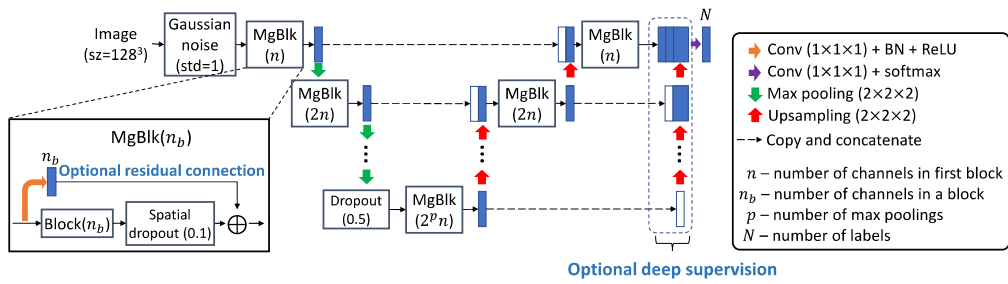 Image
(sz=128³)
Gaussian
noise
(std=1)
MgBlk
(n)
MgBlk
(n)
N
MgBlk
(2n)
MgBlk
(2n)
Dropout
(0.5)
MgBlk
(2ᵖn)
Optional deep supervision
MgBlk(n_b)
n_b
Optional residual connection
Block(n_b)
Spatial
dropout (0.1)
Conv (1×1×1) + BN + ReLU
Conv (1×1×1) + softmax
Max pooling (2×2×2)
Upsampling (2×2×2)
Copy and concatenate
n – number of channels in first block
n_b – number of channels in a block
p – number of max poolings
N – number of labels